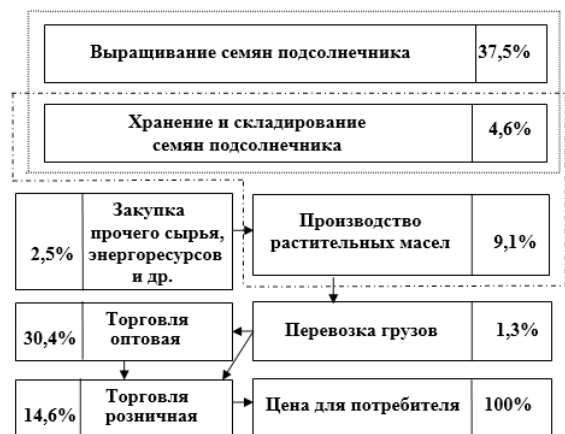 Выращивание семян подсолнечника 37,5%
Хранение и складирование
семян подсолнечника
4,6%
Закупка
прочего сырья,
энергоресурсов
и др.
2,5%
Производство
растительных масел
9,1%
Торговля
оптовая
30,4%
Перевозка грузов 1,3%
Торговля
розничная
14,6%
Цена для потребителя 100%